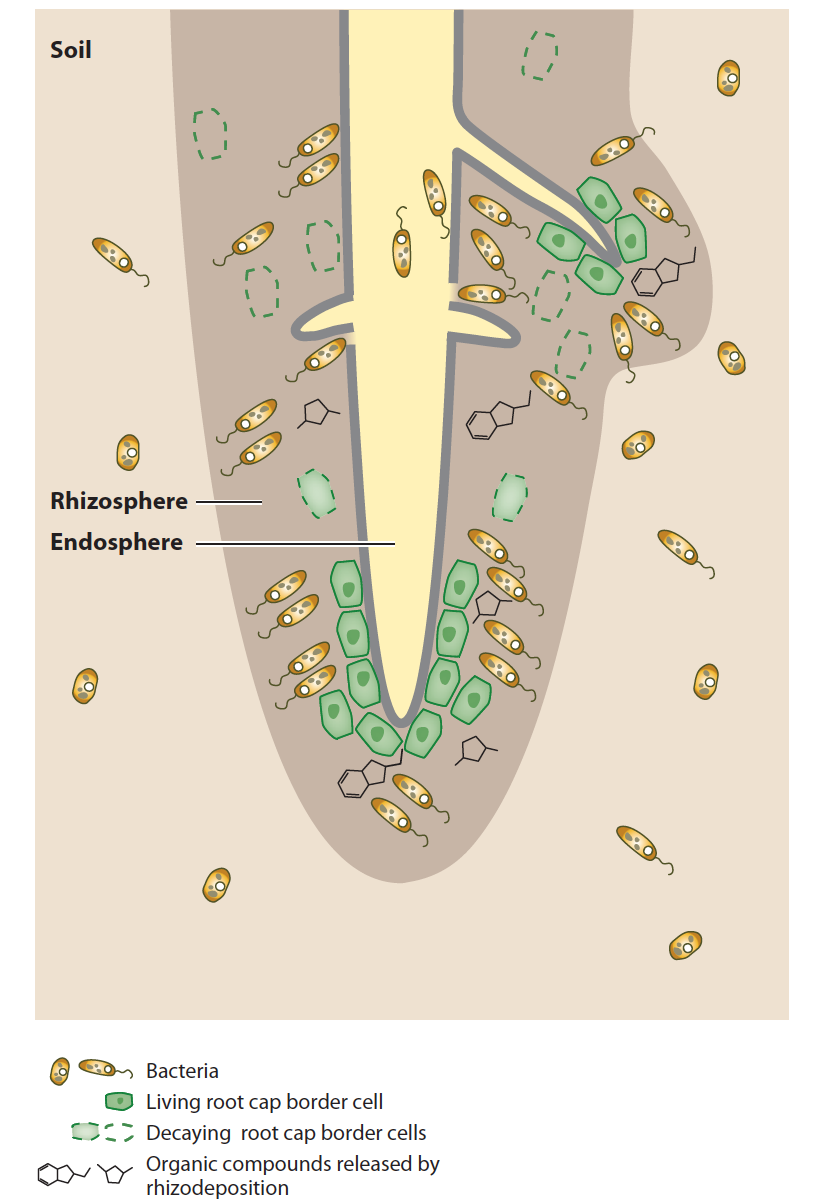 Soil
Rhizosphere
Endosphere
Bacteria
Living root cap border cell
Decaying root cap border cells
Organic compounds released by
rhizodeposition